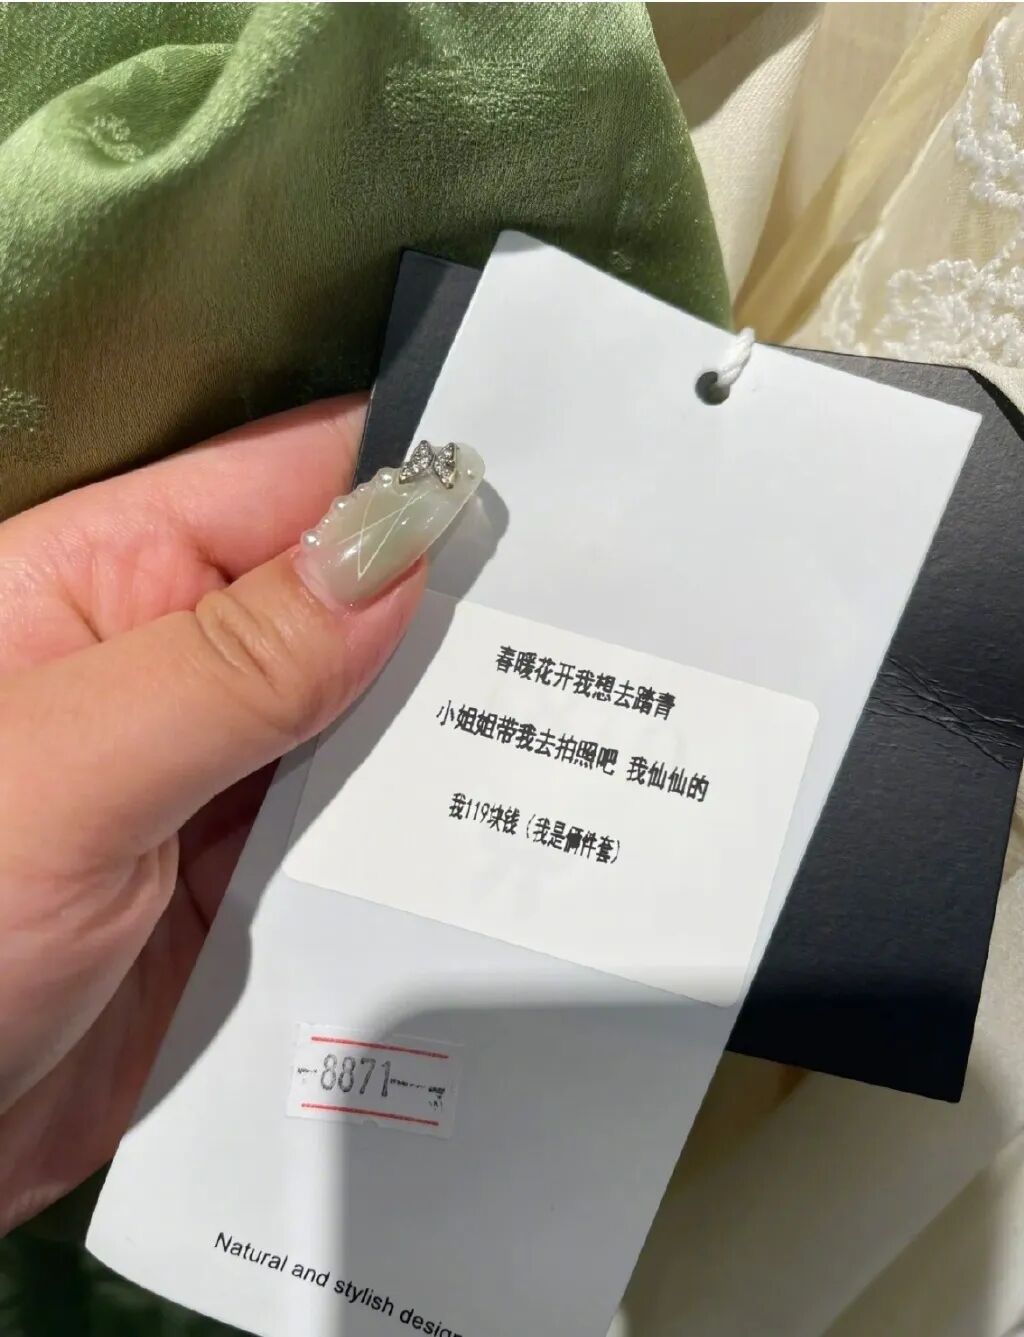 春暖花开我想去踏青
小姐姐带我去拍照吧 我仙仙的
我119块钱（我是俩件套）
8871
Natural and stylish design